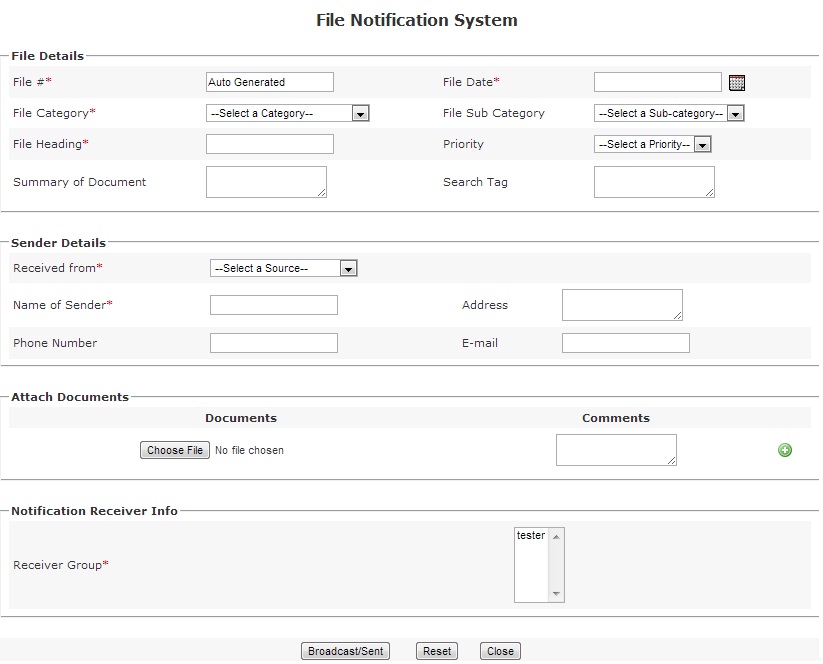 File Notification System
File Details
File #* Auto Generated File Date*
File Category* --Select a Category-- File Sub Category --Select a Sub-category--
File Heading* Priority --Select a Priority--
Summary of Document Search Tag
Sender Details
Received from* --Select a Source--
Name of Sender* Address
Phone Number E-mail
Attach Documents
Documents Comments
Choose File No file chosen
Notification Receiver Info
tester
Receiver Group*
Broadcast/Sent Reset Close